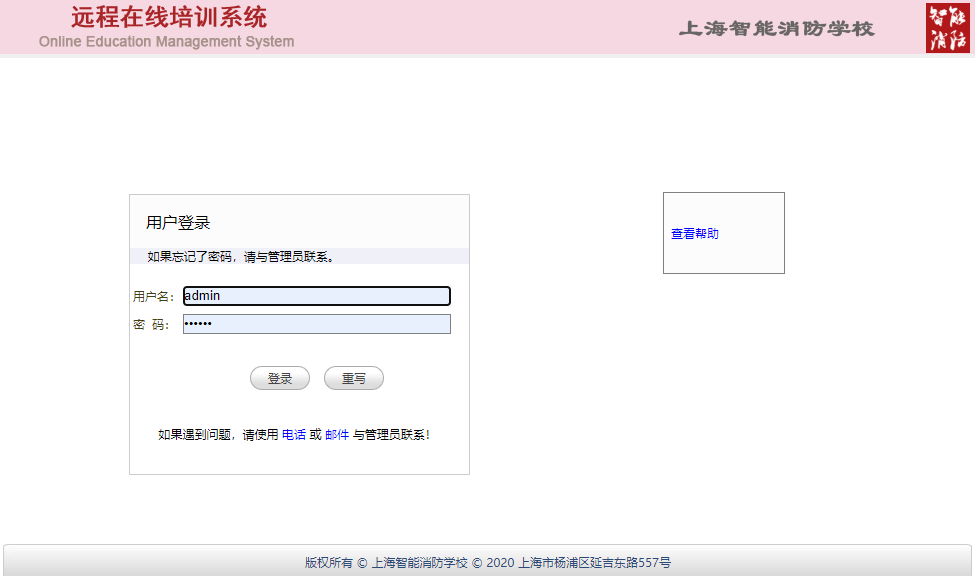 远程在线培训系统
Online Education Management System
上海智能消防学校
智能
消防
用户登录
如果忘记了密码，请与管理员联系。
用户名：
admin
密 码：
••••••
登录 重写
如果遇到问题，请使用 电话 或 邮件 与管理员联系！
查看帮助
版权所有 © 上海智能消防学校 © 2020 上海市杨浦区延吉东路557号